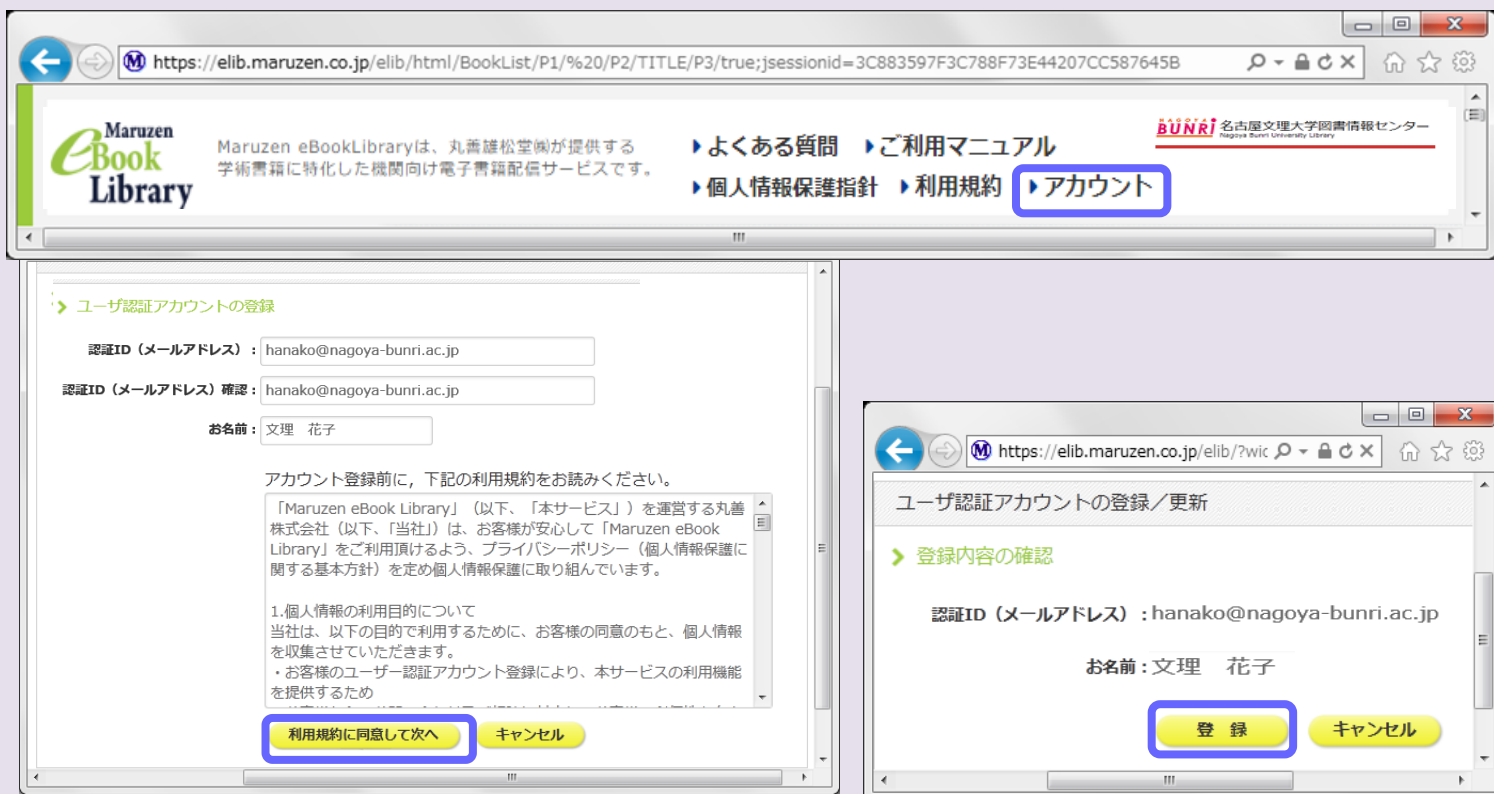 https://elib.maruzen.co.jp/elib/html/BookList/P1/%20/P2/TITLE/P3/true;jsessionid=3C883597F3C788F73E44207CC587645B
Maruzen
eBook
Library
Maruzen eBookLibraryは、丸善雄松堂㈱が提供する
学術書籍に特化した機関向け電子書籍配信サービスです。
よくある質問 ご利用マニュアル
個人情報保護指針 利用規約 アカウント
NAGOYA
BUNRi 名古屋文理大学図書情報センター
Nagoya Bunri University Library
ユーザ認証アカウントの登録
認証ID（メールアドレス）： hanako@nagoya-bunri.ac.jp
認証ID（メールアドレス）確認： hanako@nagoya-bunri.ac.jp
お名前： 文理 花子
アカウント登録前に，下記の利用規約をお読みください。
「Maruzen eBook Library」（以下、「本サービス」）を運営する丸善
株式会社（以下、「当社」）は、お客様が安心して「Maruzen eBook
Library」をご利用頂けるよう、プライバシーポリシー（個人情報保護に
関する基本方針）を定め個人情報保護に取り組んでいます。
1.個人情報の利用目的について
当社は、以下の目的で利用するために、お客様の同意のもと、個人情報
を収集させていただきます。
・お客様のユーザー認証アカウント登録により、本サービスの利用機能
を提供するため
利用規約に同意して次へ キャンセル
https://elib.maruzen.co.jp/elib/?wic
ユーザ認証アカウントの登録／更新
登録内容の確認
認証ID（メールアドレス）：hanako@nagoya-bunri.ac.jp
お名前：文理 花子
登 録 キャンセル